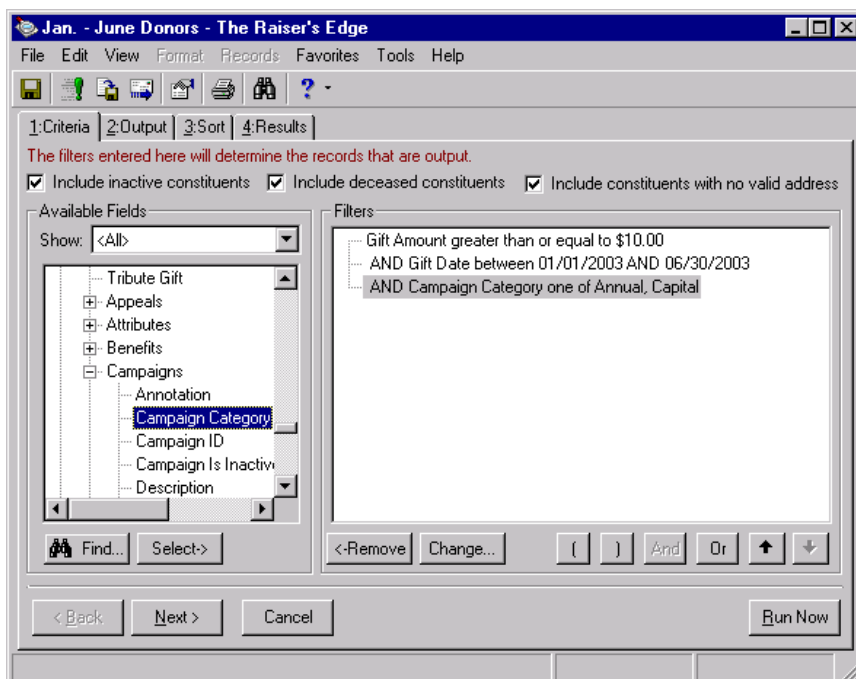 Jan. - June Donors - The Raiser's Edge
File Edit View Format Records Favorites Tools Help
1:Criteria 2:Output 3:Sort 4:Results
The filters entered here will determine the records that are output.
Include inactive constituents Include deceased constituents Include constituents with no valid address
Available Fields
Show: <All>
Tribute Gift
Appeals
Attributes
Benefits
Campaigns
Annotation
Campaign Category
Campaign ID
Campaign Is Inactiv
Description
Find... Select->
Filters
Gift Amount greater than or equal to $10.00
AND Gift Date between 01/01/2003 AND 06/30/2003
AND Campaign Category one of Annual, Capital
<-Remove Change... ( ) And Or
< Back Next > Cancel Run Now